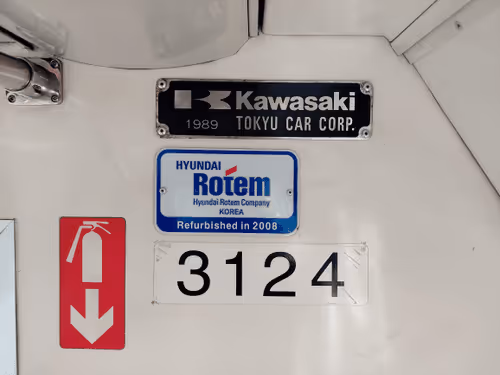 Kawasaki
1989 TOKYU CAR CORP.
HYUNDAI
Rotem
Hyundai Rotem Company
KOREA
Refurbished in 2008
3124